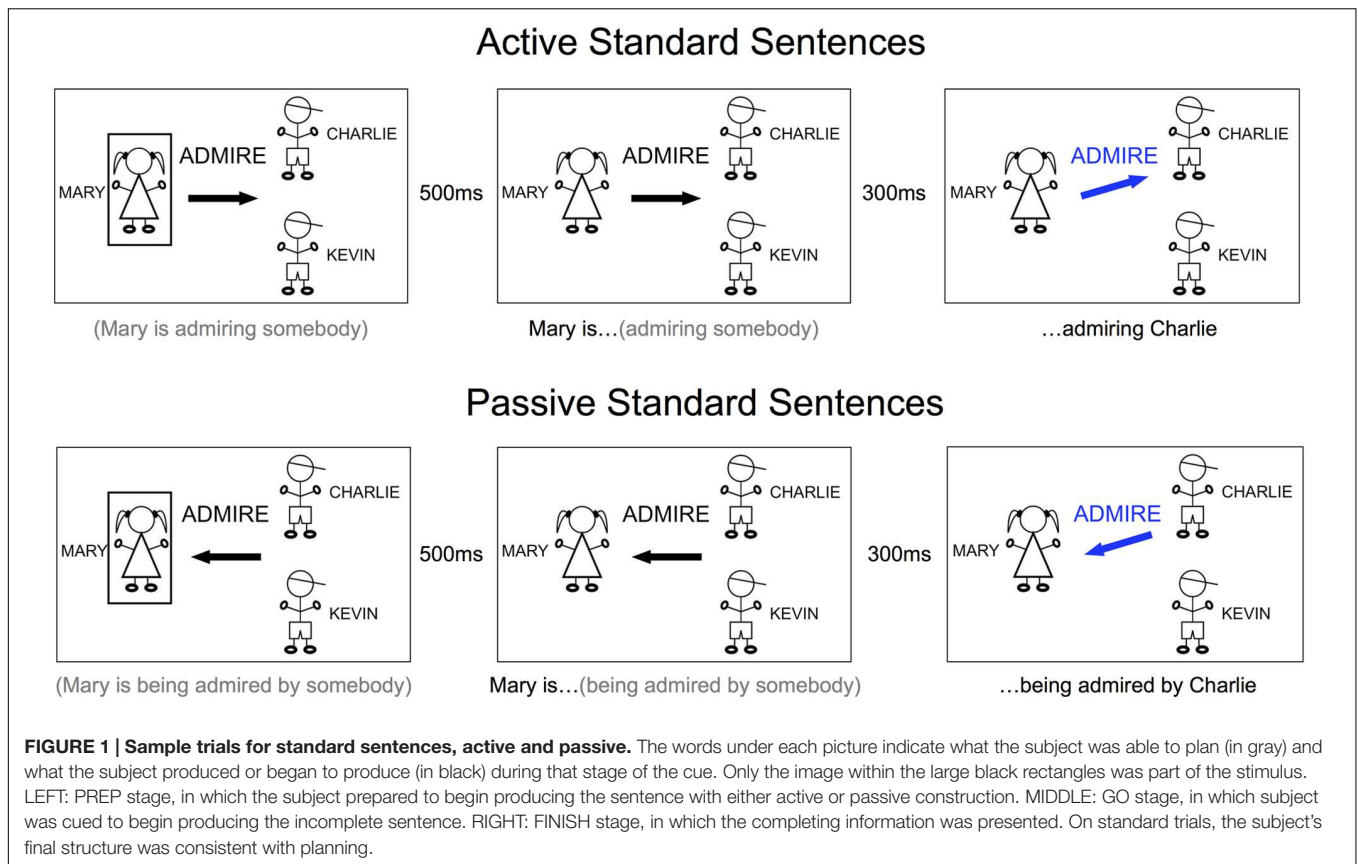 Active Standard Sentences
MARY
ADMIRE
CHARLIE
KEVIN
500ms
MARY
ADMIRE
CHARLIE
KEVIN
300ms
MARY
ADMIRE
CHARLIE
KEVIN
(Mary is admiring somebody)
Mary is…(admiring somebody)
…admiring Charlie
Passive Standard Sentences
MARY
ADMIRE
CHARLIE
KEVIN
500ms
MARY
ADMIRE
CHARLIE
KEVIN
300ms
MARY
ADMIRE
CHARLIE
KEVIN
(Mary is being admired by somebody)
Mary is…(being admired by somebody)
…being admired by Charlie
FIGURE 1 | Sample trials for standard sentences, active and passive. The words under each picture indicate what the subject was able to plan (in gray) and
what the subject produced or began to produce (in black) during that stage of the cue. Only the image within the large black rectangles was part of the stimulus.
LEFT: PREP stage, in which the subject prepared to begin producing the sentence with either active or passive construction. MIDDLE: GO stage, in which subject
was cued to begin producing the incomplete sentence. RIGHT: FINISH stage, in which the completing information was presented. On standard trials, the subject's
final structure was consistent with planning.